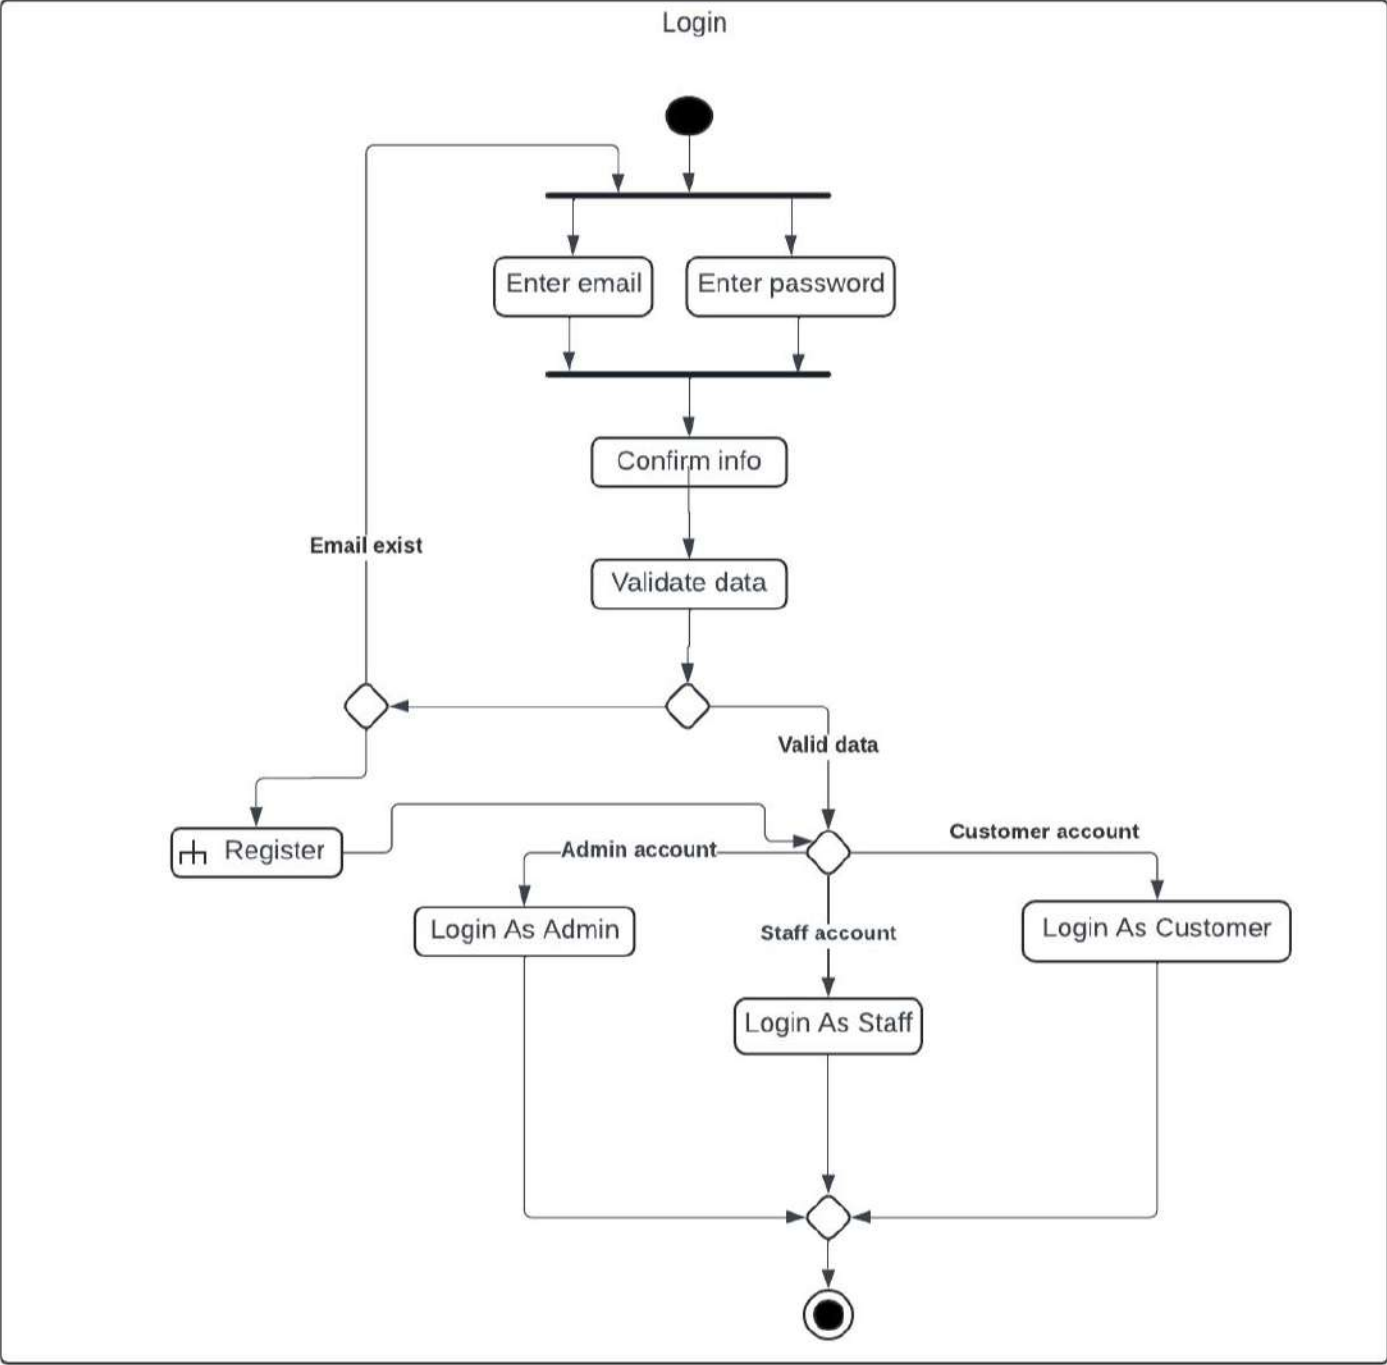 Login
Enter email
Enter password
Confirm info
Email exist
Validate data
Valid data
Customer account
Register
Admin account
Login As Admin
Staff account
Login As Customer
Login As Staff